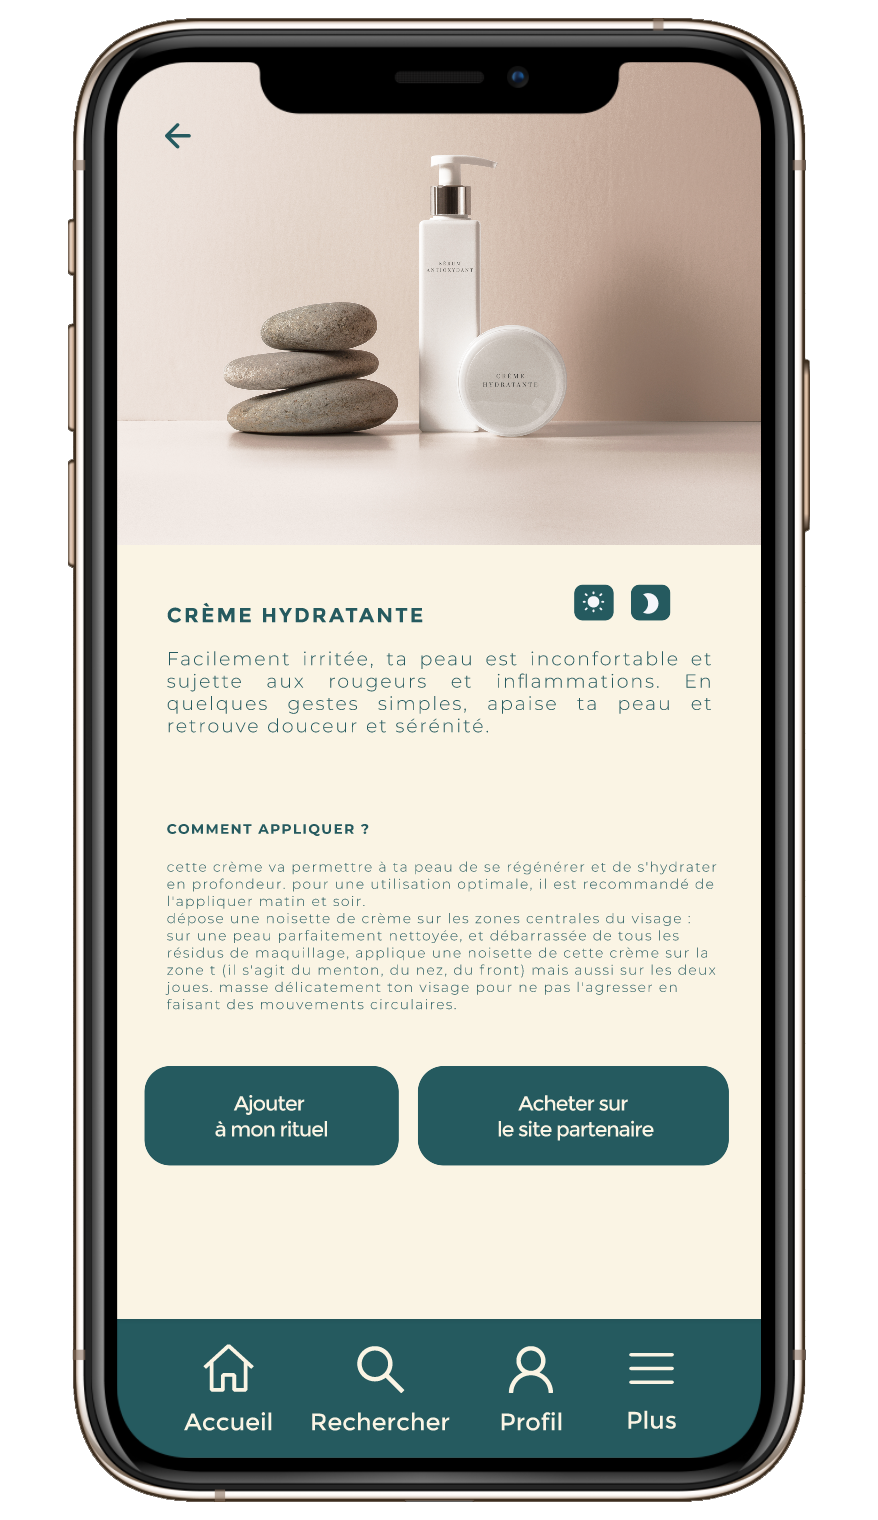 SÉRUM
ANTIOXYDANT
CRÈME
HYDRATANTE
CRÈME HYDRATANTE
Facilement irritée, ta peau est inconfortable et
sujette aux rougeurs et inflammations. En
quelques gestes simples, apaise ta peau et
retrouve douceur et sérénité.
COMMENT APPLIQUER ?
cette crème va permettre à ta peau de se régénérer et de s'hydrater
en profondeur. pour une utilisation optimale, il est recommandé de
l'appliquer matin et soir.
dépose une noisette de crème sur les zones centrales du visage :
sur une peau parfaitement nettoyée, et débarrassée de tous les
résidus de maquillage, applique une noisette de cette crème sur la
zone t (il s'agit du menton, du nez, du front) mais aussi sur les deux
joues. masse délicatement ton visage pour ne pas l'agresser en
faisant des mouvements circulaires.
Ajouter
à mon rituel
Acheter sur
le site partenaire
Accueil
Rechercher
Profil
Plus